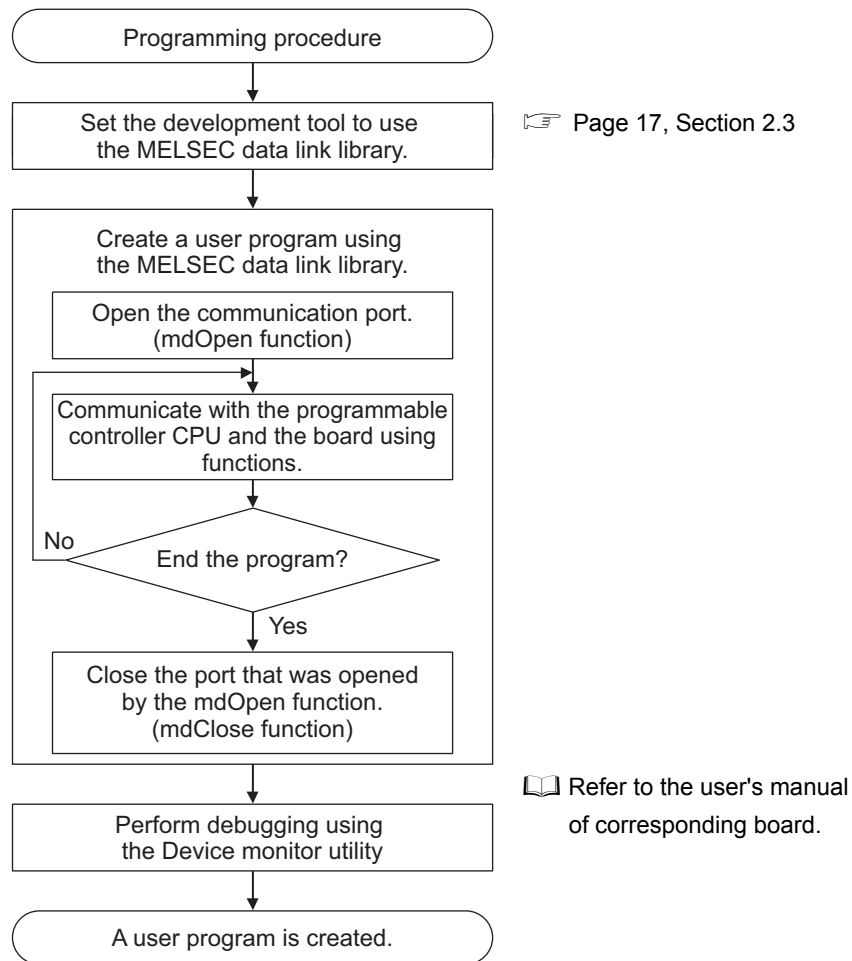 Programming procedure
Set the development tool to use
the MELSEC data link library.
Page 17, Section 2.3
Create a user program using
the MELSEC data link library.
Open the communication port.
(mdOpen function)
Communicate with the programmable
controller CPU and the board using
functions.
No
End the program?
Yes
Close the port that was opened
by the mdOpen function.
(mdClose function)
Refer to the user's manual
of corresponding board.
Perform debugging using
the Device monitor utility
A user program is created.